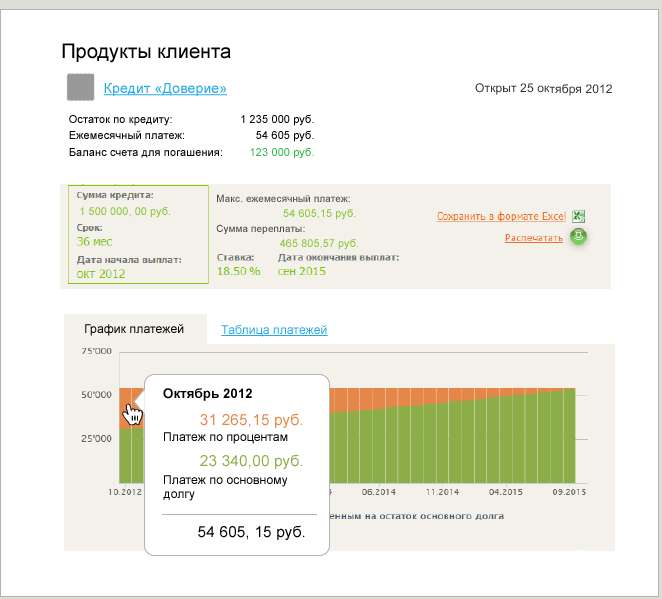 Продукты клиента
Кредит «Доверие»
Открыт 25 октября 2012
Остаток по кредиту: 1 235 000 руб.
Ежемесячный платеж: 54 605 руб.
Баланс счета для погашения: 123 000 руб.
Сумма кредита:
1 500 000, 00 руб.
Срок:
36 мес
Дата начала выплат:
окт 2012
Макс. ежемесячный платеж:
54 605,15 руб.
Сумма переплаты:
465 805,57 руб.
Ставка: Дата окончания выплат:
18.50 % сен 2015
Сохранить в формате Excel
Распечатать
График платежей
Таблица платежей
75'000
50'000
25'000
Октябрь 2012
31 265,15 руб.
Платеж по процентам
23 340,00 руб.
Платеж по основному
долгу
54 605, 15 руб.
10.2012 06.2014 11.2014 04.2015 09.2015
на остаток основного долга